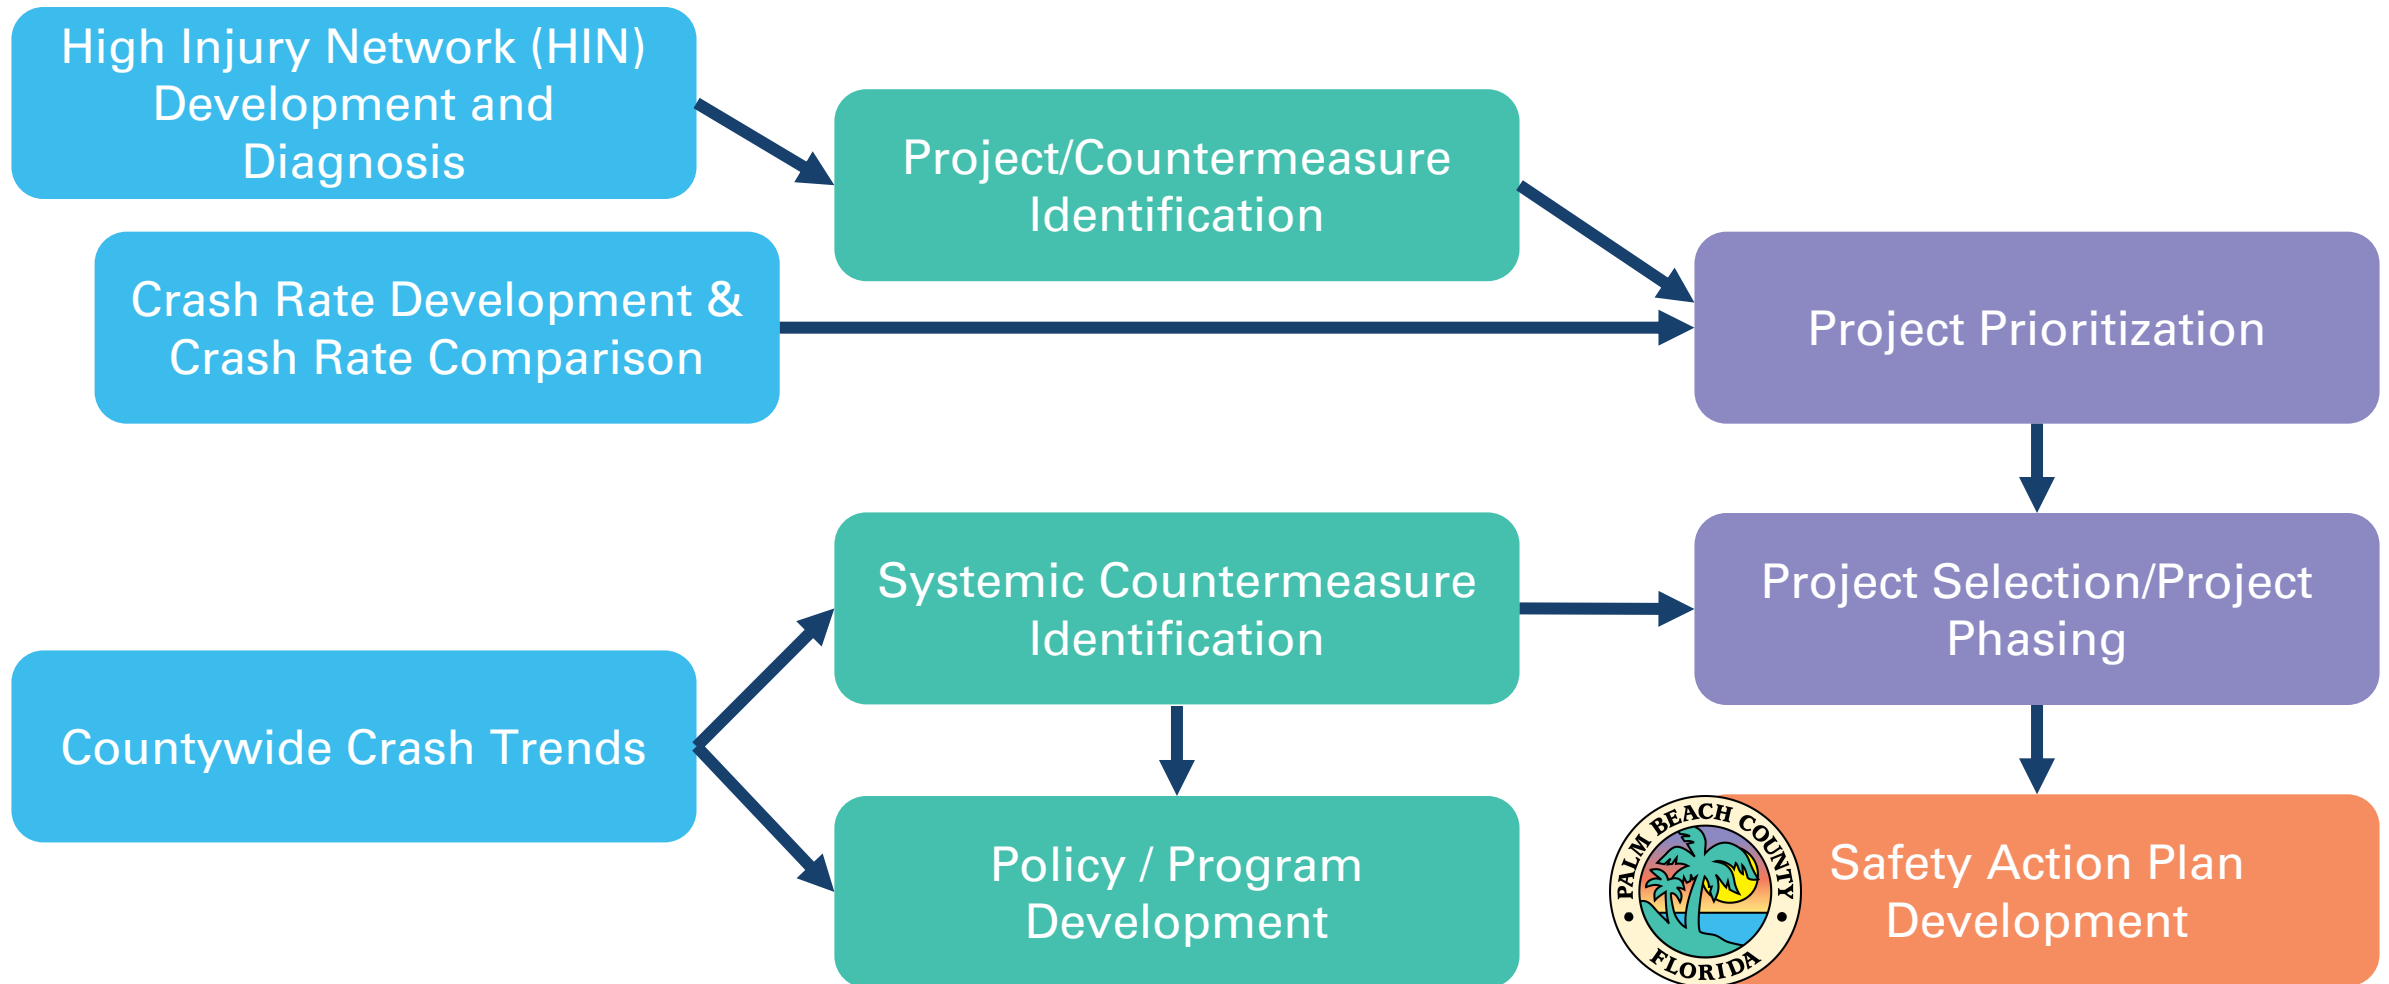 High Injury Network (HIN)
Development and
Diagnosis
Project/Countermeasure
Identification
Crash Rate Development &
Crash Rate Comparison
Project Prioritization
Systemic Countermeasure
Identification
Project Selection/Project
Phasing
Countywide Crash Trends
Policy / Program
Development
PALM BEACH COUNTY
FLORIDA
Safety Action Plan
Development